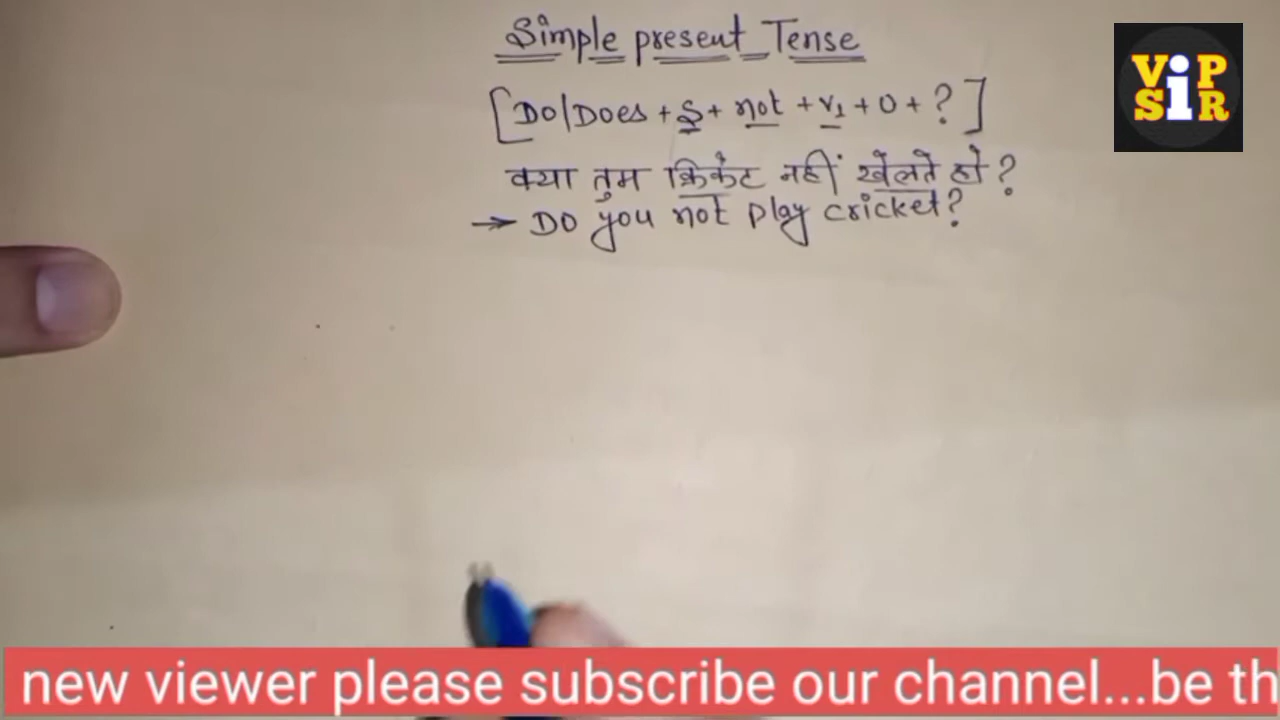 Simple present Tense
[Do/Does + S + not + V1 + O + ?]
क्या तुम क्रिकेट नहीं खेलते हो?
→ Do you not play cricket?
ViP
SiR
new viewer please subscribe our channel...be th